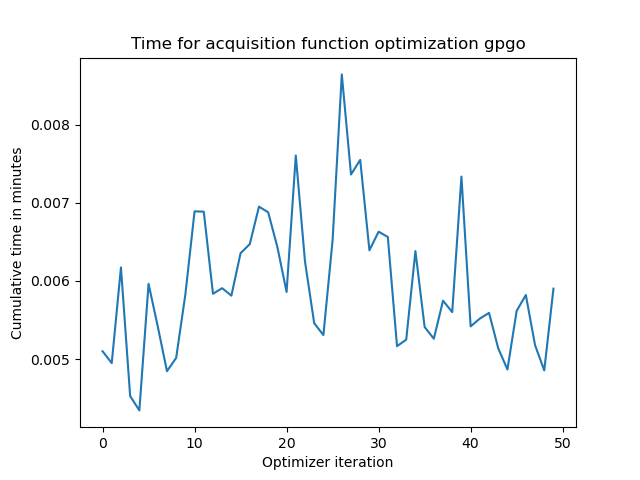 Time for acquisition function optimization gpgo
Cumulative time in minutes
0.008
0.007
0.006
0.005
0 10 20 30 40 50
Optimizer iteration